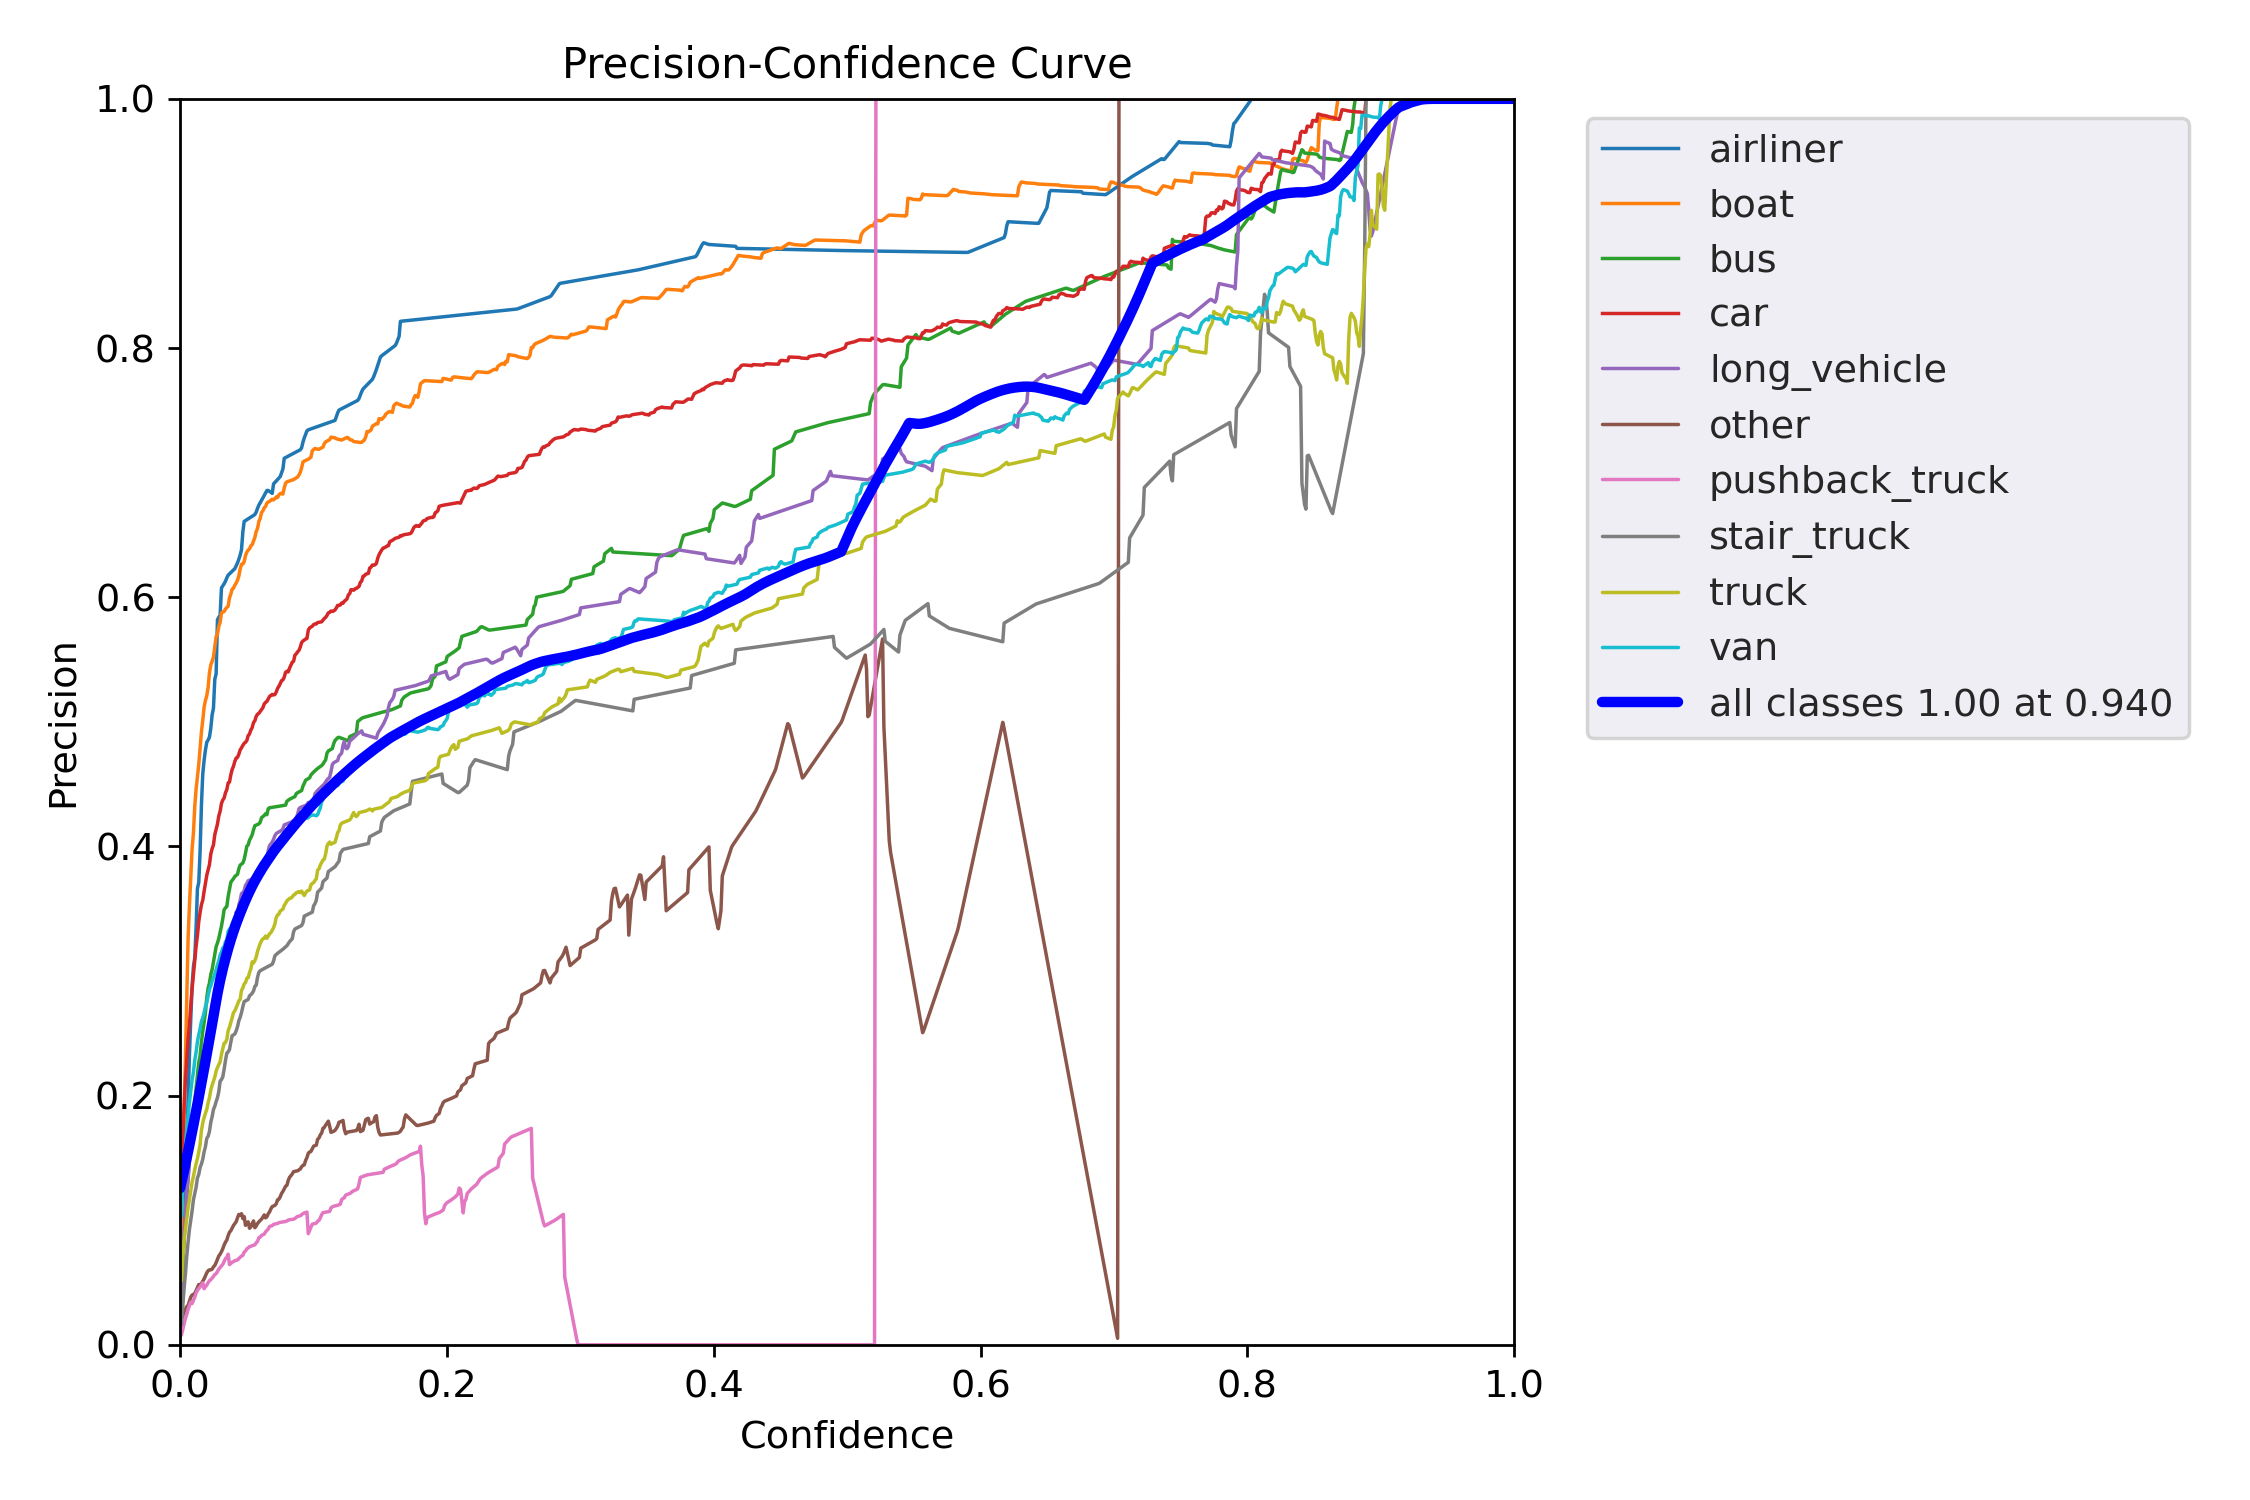 Precision-Confidence Curve
1.0
0.8
0.6
0.4
0.2
0.0
Precision
0.0 0.2 0.4 0.6 0.8 1.0
Confidence
airliner
boat
bus
car
long_vehicle
other
pushback_truck
stair_truck
truck
van
all classes 1.00 at 0.940